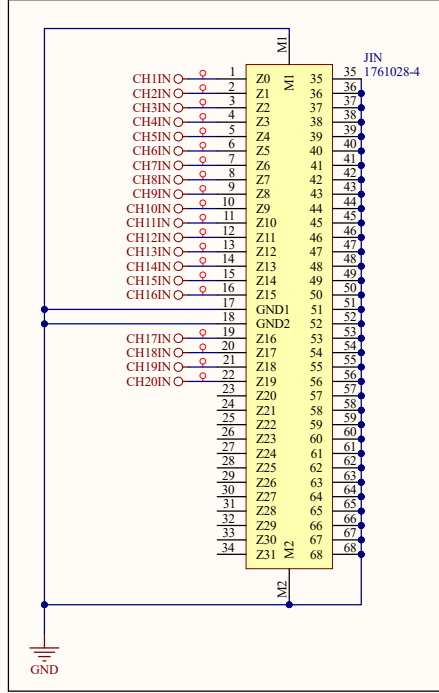 M1
JIN
1761028-4
CH1IN 1 Z0 M1 35 35
CH2IN 2 Z1 36 36
CH3IN 3 Z2 37 37
CH4IN 4 Z3 38 38
CH5IN 5 Z4 39 39
CH6IN 6 Z5 40 40
CH7IN 7 Z6 41 41
CH8IN 8 Z7 42 42
CH9IN 9 Z8 43 43
CH10IN 10 Z9 44 44
CH11IN 11 Z10 45 45
CH12IN 12 Z11 46 46
CH13IN 13 Z12 47 47
CH14IN 14 Z13 48 48
CH15IN 15 Z14 49 49
CH16IN 16 Z15 50 50
17 GND1 51 51
18 GND2 52 52
CH17IN 19 Z16 53 53
CH18IN 20 Z17 54 54
CH19IN 21 Z18 55 55
CH20IN 22 Z19 56 56
23 Z20 57 57
24 Z21 58 58
25 Z22 59 59
26 Z23 60 60
27 Z24 61 61
28 Z25 62 62
29 Z26 63 63
30 Z27 64 64
31 Z28 65 65
32 Z29 66 66
33 Z30 67 67
34 Z31 M2 68 68
M2
GND